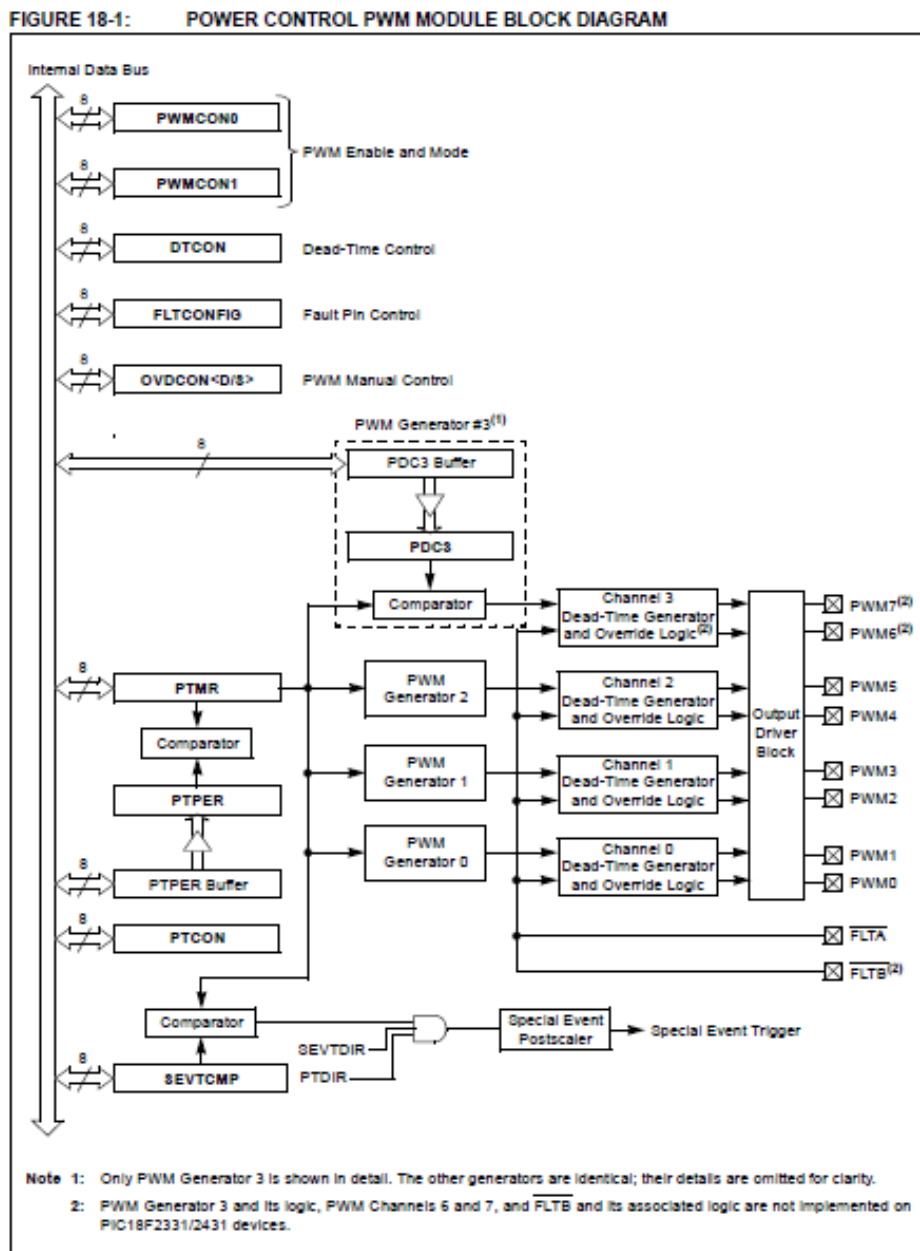 FIGURE 18-1: POWER CONTROL PWM MODULE BLOCK DIAGRAM
Internal Data Bus
8
PWMCON0
PWM Enable and Mode
8
PWMCON1
8
DTCON
Dead-Time Control
8
FLTCONFIG
Fault Pin Control
8
OVDCON<D/S>
PWM Manual Control
PWM Generator #3(1)
8
PDC3 Buffer
PDC3
Comparator
Channel 3
Dead-Time Generator
and Override Logic(2)
PWM7(2)
PWM6(2)
8
PTMR
PWM
Generator 2
Channel 2
Dead-Time Generator
and Override Logic
PWM5
PWM4
Output
Driver
Block
Comparator
PWM
Generator 1
Channel 1
Dead-Time Generator
and Override Logic
PWM3
PWM2
PTPER
PWM
Generator 0
Channel 0
Dead-Time Generator
and Override Logic
PWM1
PWM0
8
PTPER Buffer
8
PTCON
FLTA
FLTB(2)
Comparator
SEVTDIR
PTDIR
Special Event
Postscaler
Special Event Trigger
8
SEVTCMP
Note 1: Only PWM Generator 3 is shown in detail. The other generators are identical; their details are omitted for clarity.
2: PWM Generator 3 and its logic, PWM Channels 6 and 7, and FLTB and its associated logic are not implemented on
PIC18F2331/2431 devices.